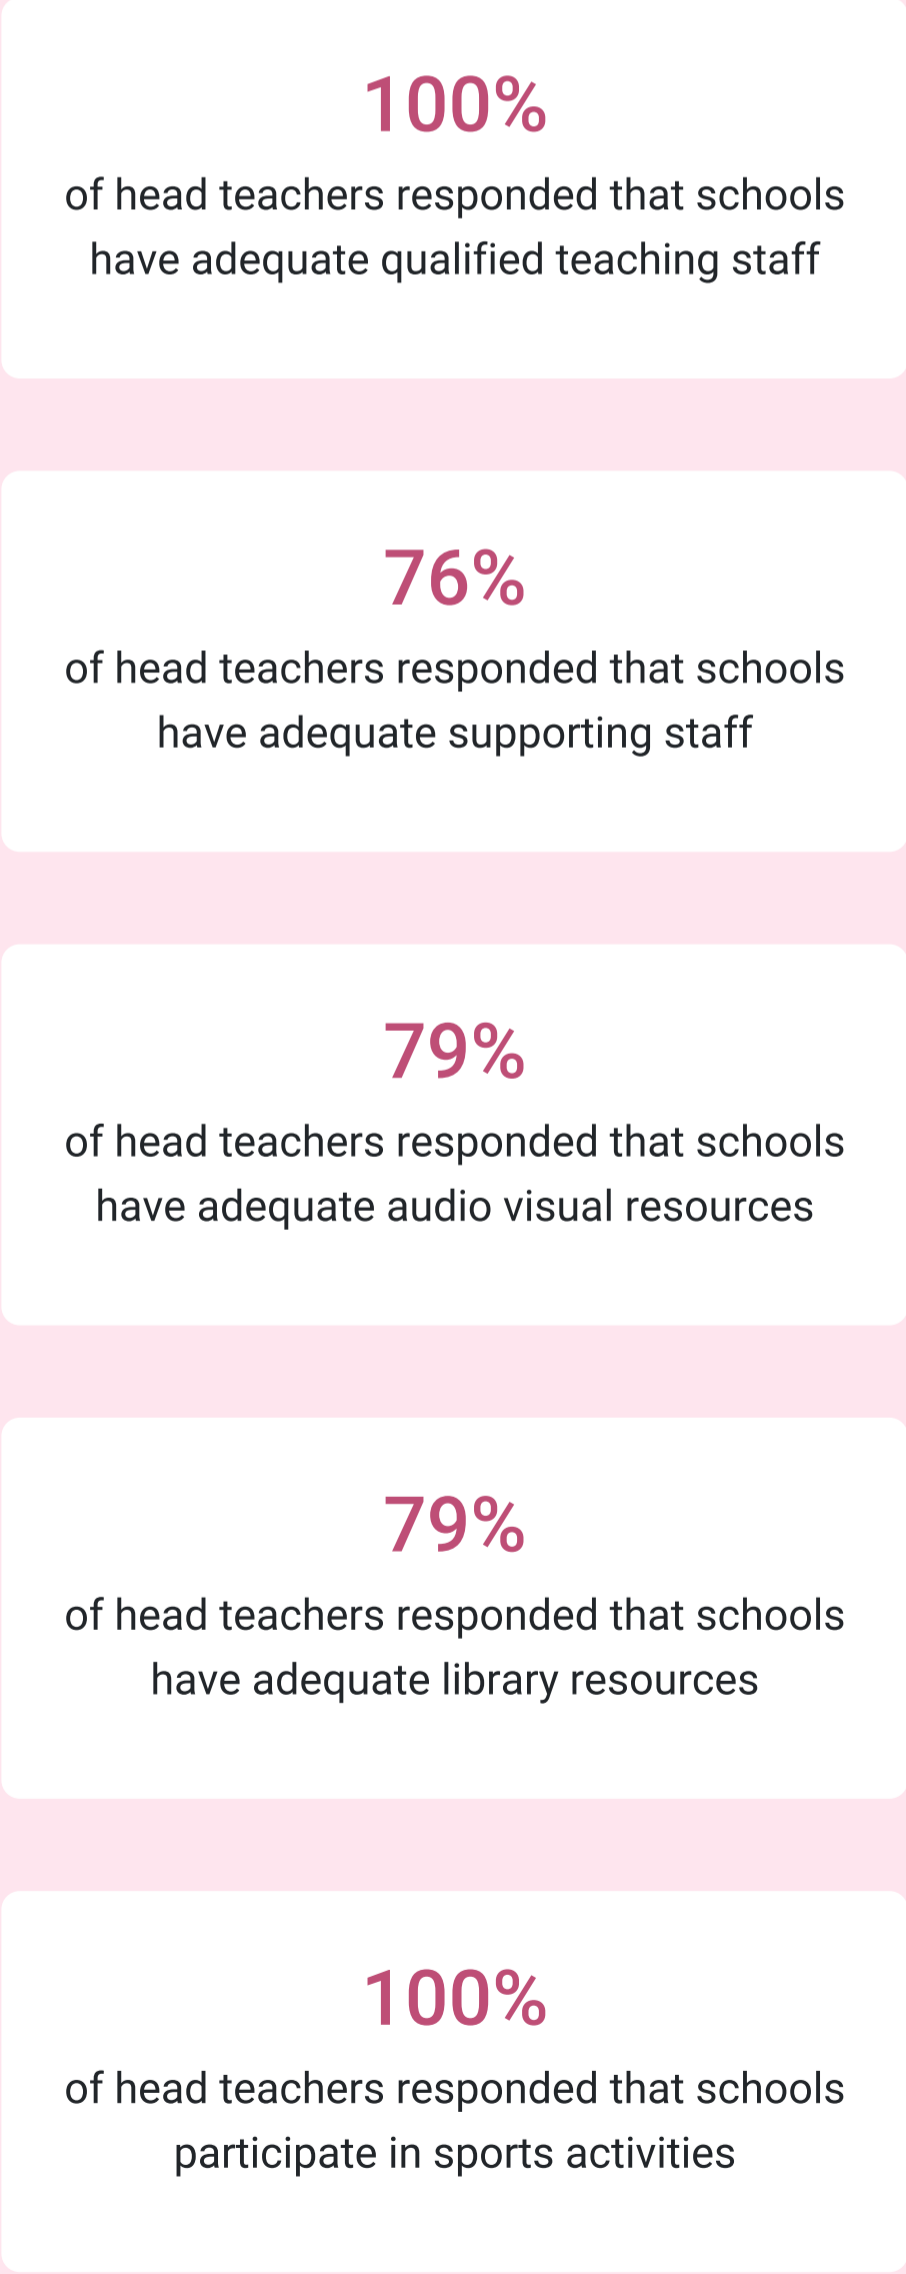 100%
of head teachers responded that schools
have adequate qualified teaching staff
76%
of head teachers responded that schools
have adequate supporting staff
79%
of head teachers responded that schools
have adequate audio visual resources
79%
of head teachers responded that schools
have adequate library resources
100%
of head teachers responded that schools
participate in sports activities